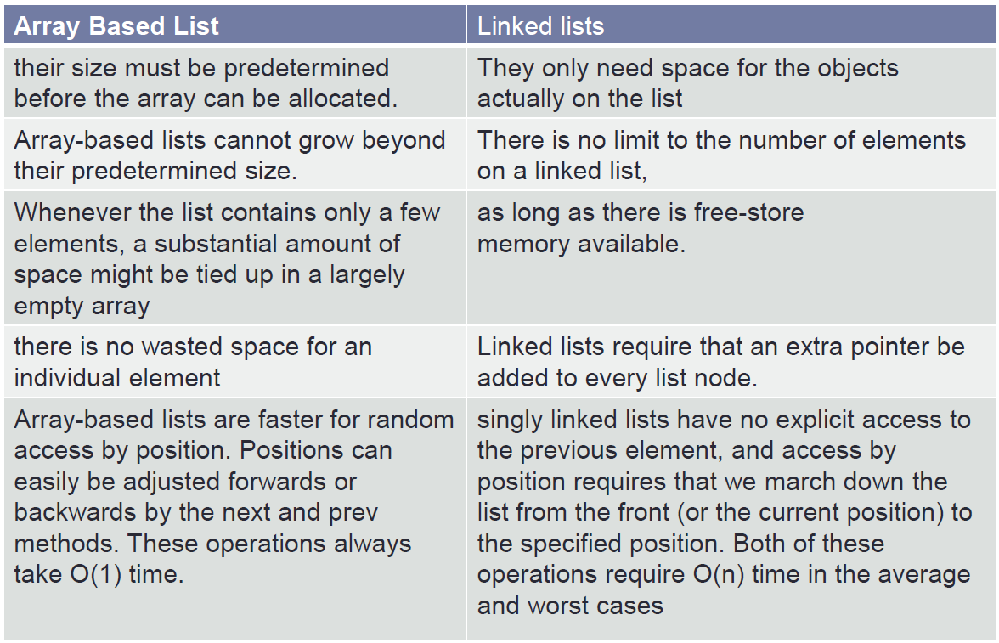 Array Based List
Linked lists
their size must be predetermined
before the array can be allocated.
They only need space for the objects
actually on the list
Array-based lists cannot grow beyond
their predetermined size.
There is no limit to the number of elements
on a linked list,
Whenever the list contains only a few
elements, a substantial amount of
space might be tied up in a largely
empty array
as long as there is free-store
memory available.
there is no wasted space for an
individual element
Linked lists require that an extra pointer be
added to every list node.
Array-based lists are faster for random
access by position. Positions can
easily be adjusted forwards or
backwards by the next and prev
methods. These operations always
take O(1) time.
singly linked lists have no explicit access to
the previous element, and access by
position requires that we march down the
list from the front (or the current position) to
the specified position. Both of these
operations require O(n) time in the average
and worst cases